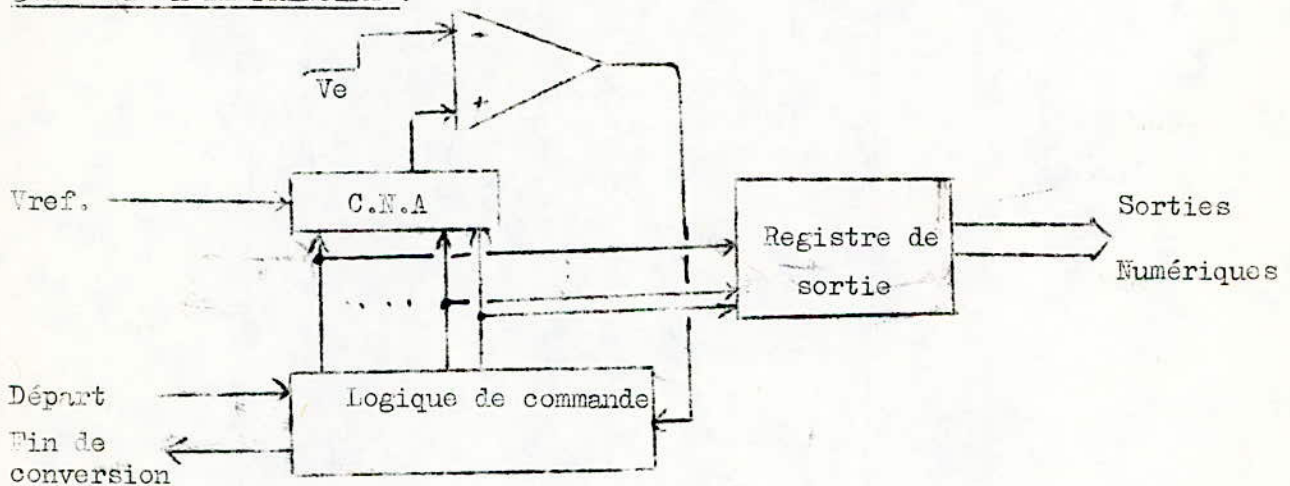 -
Ve
+
Vref.
C.N.A
Registre de
sortie
Sorties
Numériques
. . . .
Départ
Logique de commande
Fin de
conversion